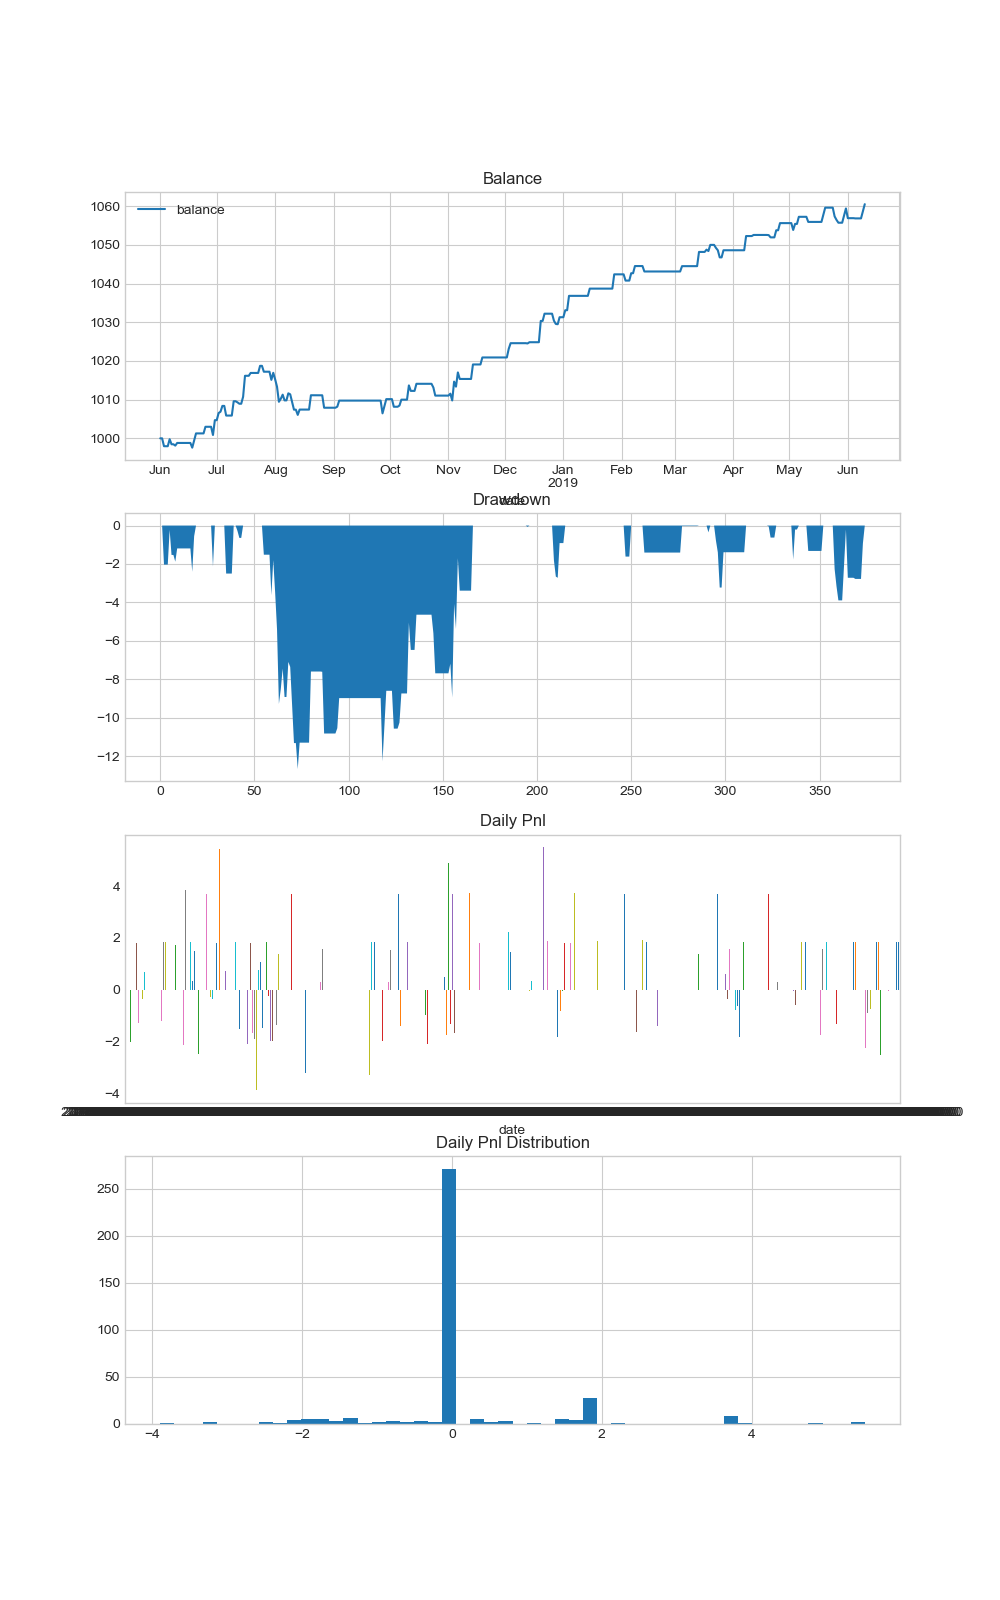 Balance
balance
1060
1050
1040
1030
1020
1010
1000
Jun Jul Aug Sep Oct Nov Dec Jan Feb Mar Apr May Jun
2019
date
Drawdown
0
−2
−4
−6
−8
−10
−12
0 50 100 150 200 250 300 350
Daily Pnl
4
2
0
−2
−4
date
Daily Pnl Distribution
250
200
150
100
50
0
−4 −2 0 2 4